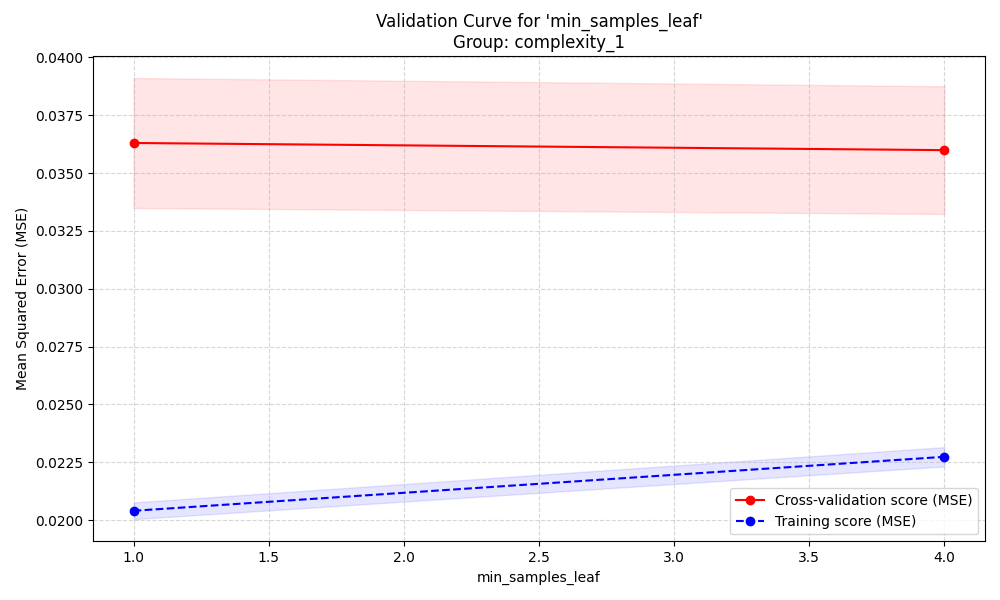 Validation Curve for 'min_samples_leaf'
Group: complexity_1
Mean Squared Error (MSE)
0.0400
0.0375
0.0350
0.0325
0.0300
0.0275
0.0250
0.0225
0.0200
Cross-validation score (MSE)
Training score (MSE)
1.0 1.5 2.0 2.5 3.0 3.5 4.0
min_samples_leaf